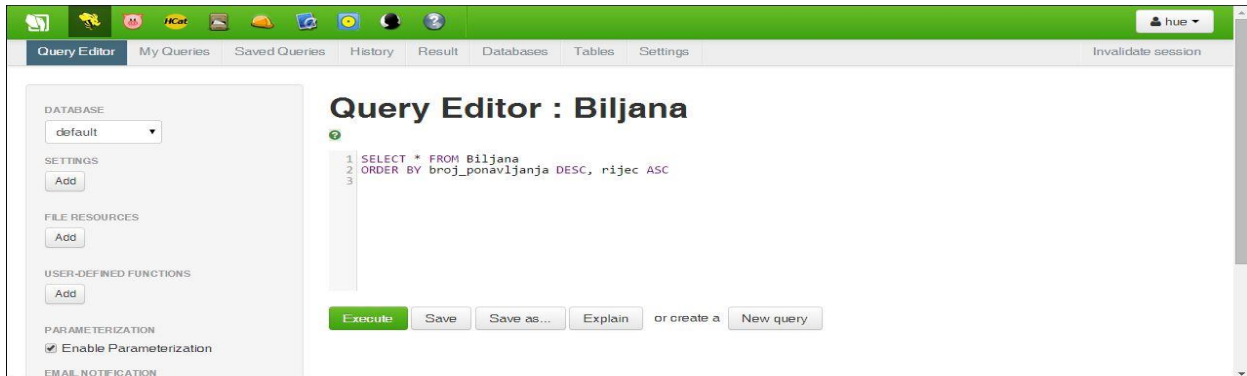 HCat
hue
Query Editor My Queries Saved Queries History Result Databases Tables Settings Invalidate session
DATABASE
default
SETTINGS
Add
FILE RESOURCES
Add
USER-DEFINED FUNCTIONS
Add
PARAMETERIZATION
Enable Parameterization
EMAIL NOTIFICATION
Query Editor : Biljana
1 SELECT * FROM Biljana
2 ORDER BY broj_ponavljanja DESC, rijec ASC
3
Execute Save Save as... Explain or create a New query